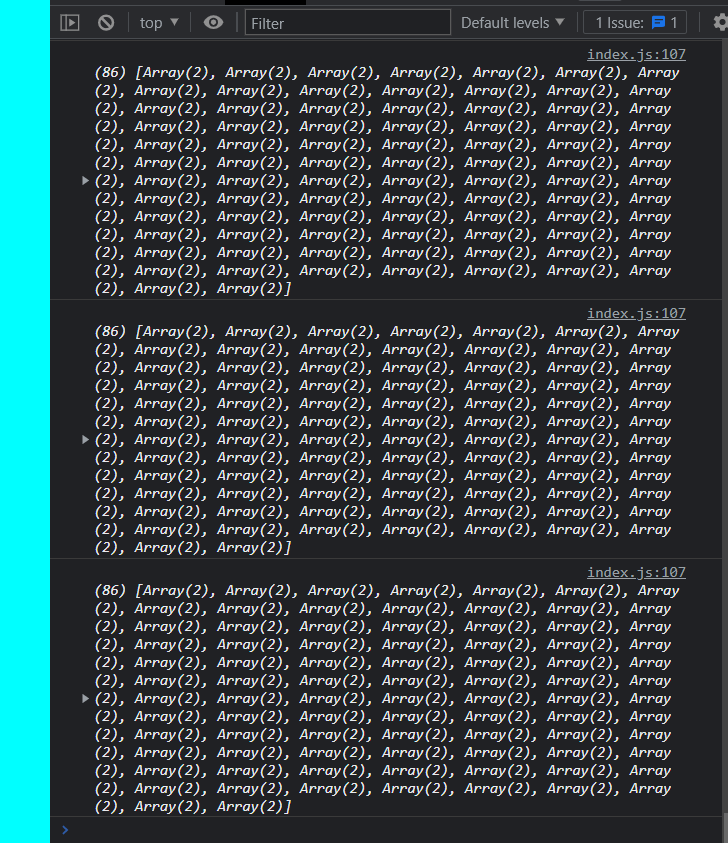 top Filter Default levels 1 Issue: 1
index.js:107
(86) [Array(2), Array(2), Array(2), Array(2), Array(2), Array(2), Array
(2), Array(2), Array(2), Array(2), Array(2), Array(2), Array(2), Array
(2), Array(2), Array(2), Array(2), Array(2), Array(2), Array(2), Array
(2), Array(2), Array(2), Array(2), Array(2), Array(2), Array(2), Array
(2), Array(2), Array(2), Array(2), Array(2), Array(2), Array(2), Array
(2), Array(2), Array(2), Array(2), Array(2), Array(2), Array(2), Array
(2), Array(2), Array(2), Array(2), Array(2), Array(2), Array(2), Array
(2), Array(2), Array(2), Array(2), Array(2), Array(2), Array(2), Array
(2), Array(2), Array(2), Array(2), Array(2), Array(2), Array(2), Array
(2), Array(2), Array(2), Array(2), Array(2), Array(2), Array(2), Array
(2), Array(2), Array(2), Array(2), Array(2), Array(2), Array(2), Array
(2), Array(2), Array(2), Array(2), Array(2), Array(2), Array(2), Array
(2), Array(2), Array(2)]
index.js:107
(86) [Array(2), Array(2), Array(2), Array(2), Array(2), Array(2), Array
(2), Array(2), Array(2), Array(2), Array(2), Array(2), Array(2), Array
(2), Array(2), Array(2), Array(2), Array(2), Array(2), Array(2), Array
(2), Array(2), Array(2), Array(2), Array(2), Array(2), Array(2), Array
(2), Array(2), Array(2), Array(2), Array(2), Array(2), Array(2), Array
(2), Array(2), Array(2), Array(2), Array(2), Array(2), Array(2), Array
(2), Array(2), Array(2), Array(2), Array(2), Array(2), Array(2), Array
(2), Array(2), Array(2), Array(2), Array(2), Array(2), Array(2), Array
(2), Array(2), Array(2), Array(2), Array(2), Array(2), Array(2), Array
(2), Array(2), Array(2), Array(2), Array(2), Array(2), Array(2), Array
(2), Array(2), Array(2), Array(2), Array(2), Array(2), Array(2), Array
(2), Array(2), Array(2), Array(2), Array(2), Array(2), Array(2), Array
(2), Array(2), Array(2)]
index.js:107
(86) [Array(2), Array(2), Array(2), Array(2), Array(2), Array(2), Array
(2), Array(2), Array(2), Array(2), Array(2), Array(2), Array(2), Array
(2), Array(2), Array(2), Array(2), Array(2), Array(2), Array(2), Array
(2), Array(2), Array(2), Array(2), Array(2), Array(2), Array(2), Array
(2), Array(2), Array(2), Array(2), Array(2), Array(2), Array(2), Array
(2), Array(2), Array(2), Array(2), Array(2), Array(2), Array(2), Array
(2), Array(2), Array(2), Array(2), Array(2), Array(2), Array(2), Array
(2), Array(2), Array(2), Array(2), Array(2), Array(2), Array(2), Array
(2), Array(2), Array(2), Array(2), Array(2), Array(2), Array(2), Array
(2), Array(2), Array(2), Array(2), Array(2), Array(2), Array(2), Array
(2), Array(2), Array(2), Array(2), Array(2), Array(2), Array(2), Array
(2), Array(2), Array(2), Array(2), Array(2), Array(2), Array(2), Array
(2), Array(2), Array(2)]